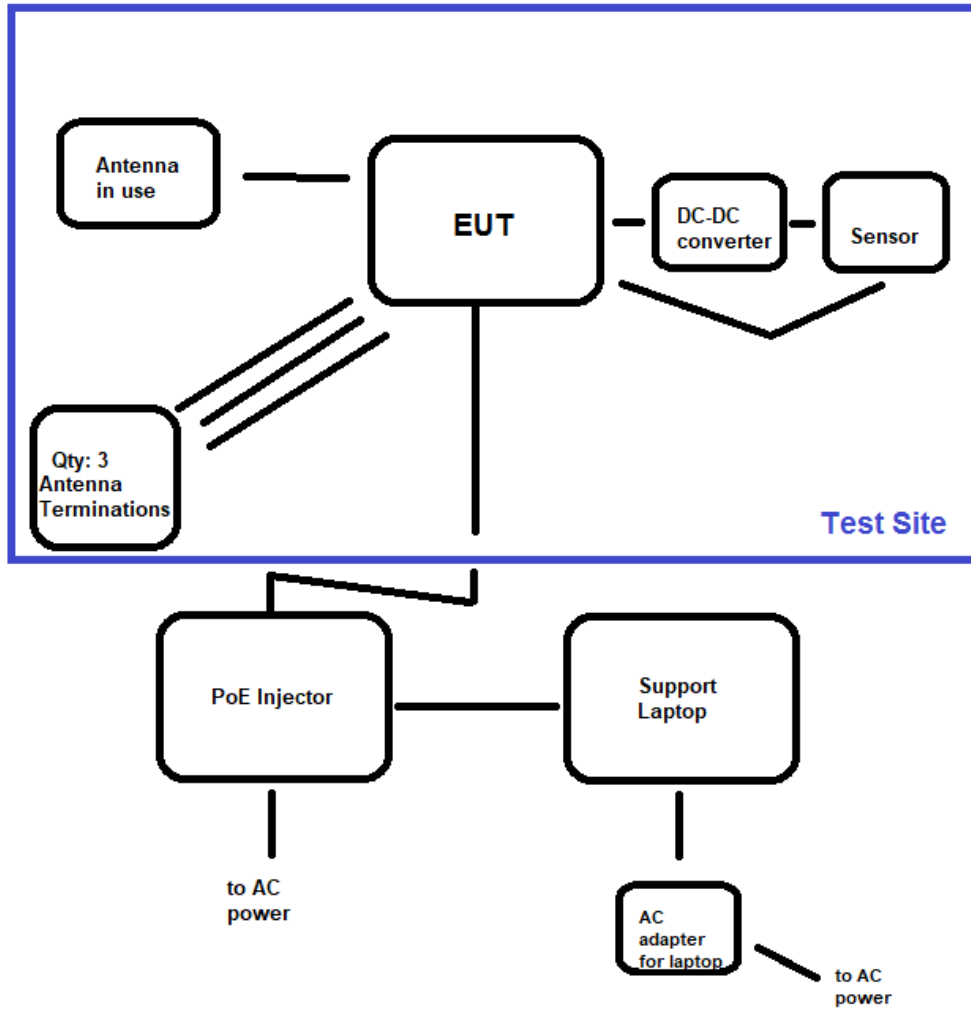 Antenna
in use
EUT
DC-DC
converter
Sensor
Qty: 3
Antenna
Terminations
Test Site
PoE Injector
Support
Laptop
to AC
power
AC
adapter
for laptop
to AC
power